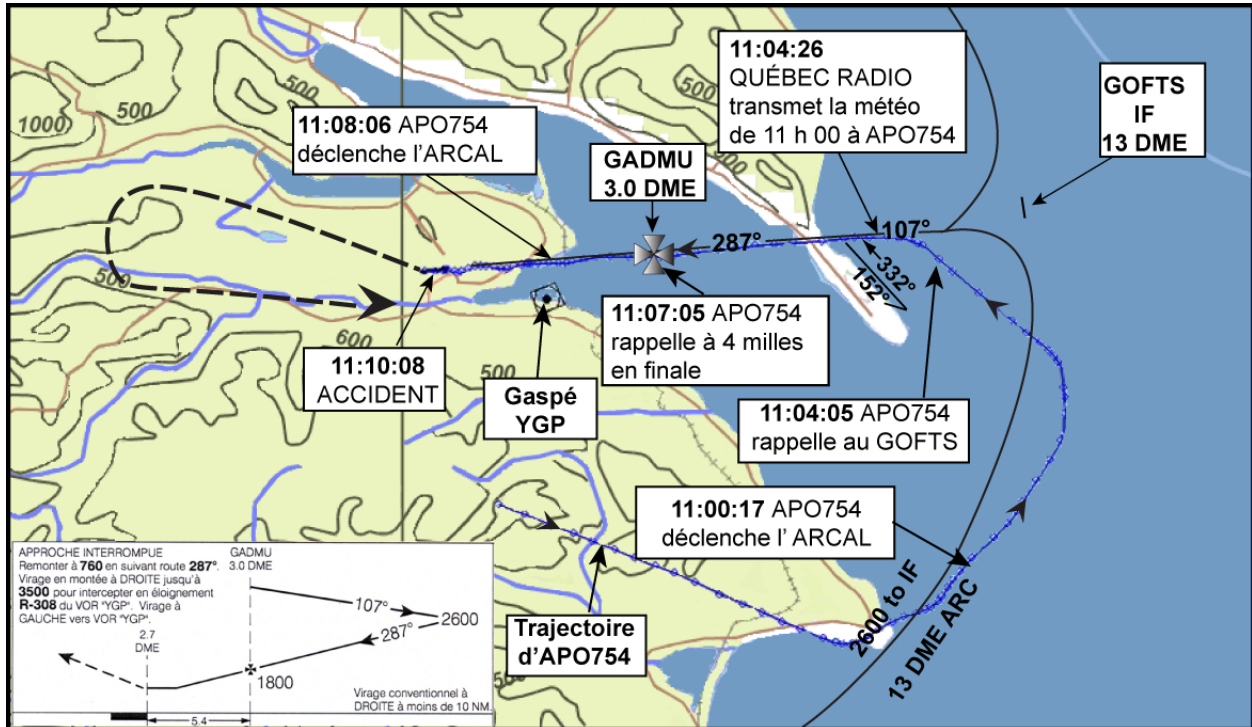 11:04:26
QUÉBEC RADIO
transmet la météo
de 11 h 00 à APO754
GOFTS
IF
13 DME
500
500
1000
500
11:08:06 APO754
déclenche l'ARCAL
GADMU
3.0 DME
500
287°
107°
332°
152°
500
600
11:10:08
ACCIDENT
500
Gaspé
YGP
11:07:05 APO754
rappelle à 4 milles
en finale
11:04:05 APO754
rappelle au GOFTS
11:00:17 APO754
déclenche l' ARCAL
2600 to IF
13 DME ARC
Trajectoire
d'APO754
APPROCHE INTERROMPUE
Remonter à 760 en suivant route 287°.
Virage en montée à DROITE jusqu'à
3500 pour intercepter en éloignement
R-308 du VOR "YGP". Virage à
GAUCHE vers VOR "YGP".
GADMU
3.0 DME
2.7
DME
107°
2600
287°
1800
Virage conventionnel à
DROITE à moins de 10 NM.
5.4